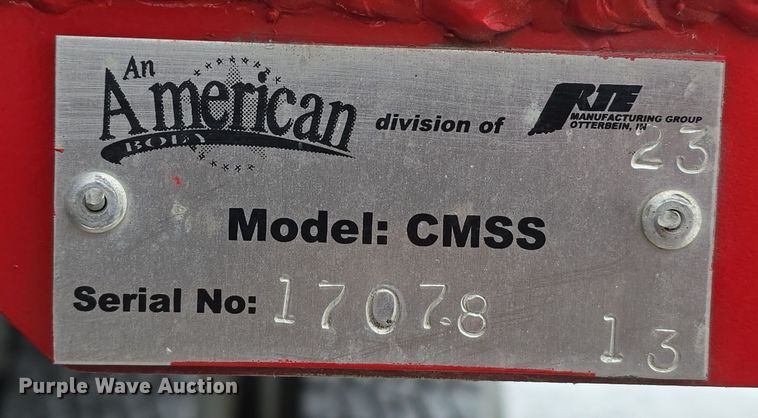 An
American
BODY
division of
RTE
MANUFACTURING GROUP
OTTERBEIN, IN
23
Model: CMSS
Serial No: 17078
13
Purple Wave Auction